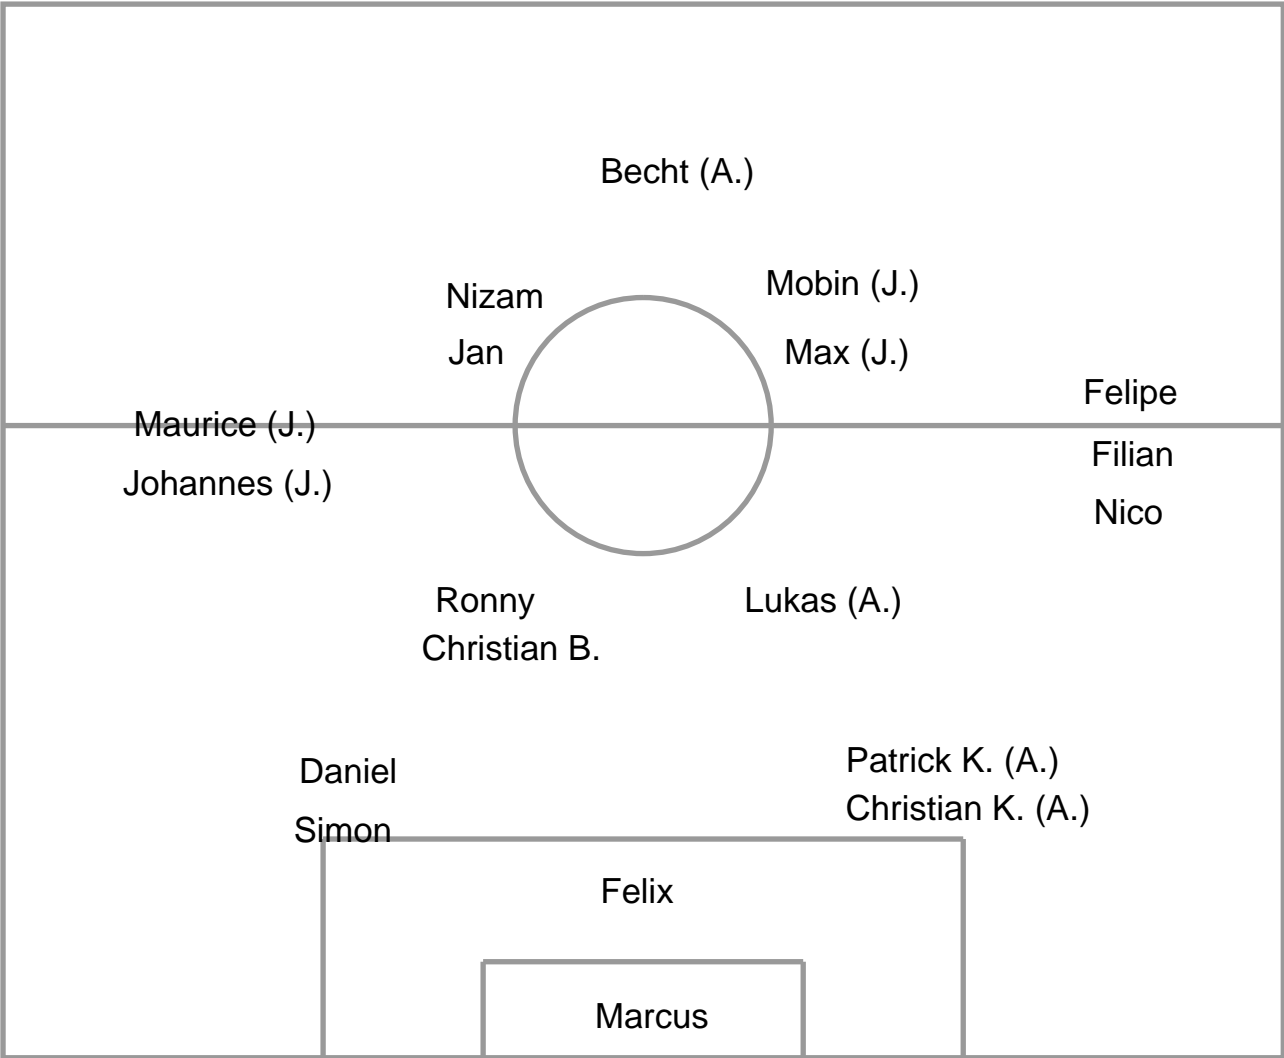 Becht (A.)
Nizam
Mobin (J.)
Jan
Max (J.)
Felipe
Maurice (J.)
Filian
Johannes (J.)
Nico
Ronny
Lukas (A.)
Christian B.
Patrick K. (A.)
Daniel
Christian K. (A.)
Simon
Felix
Marcus